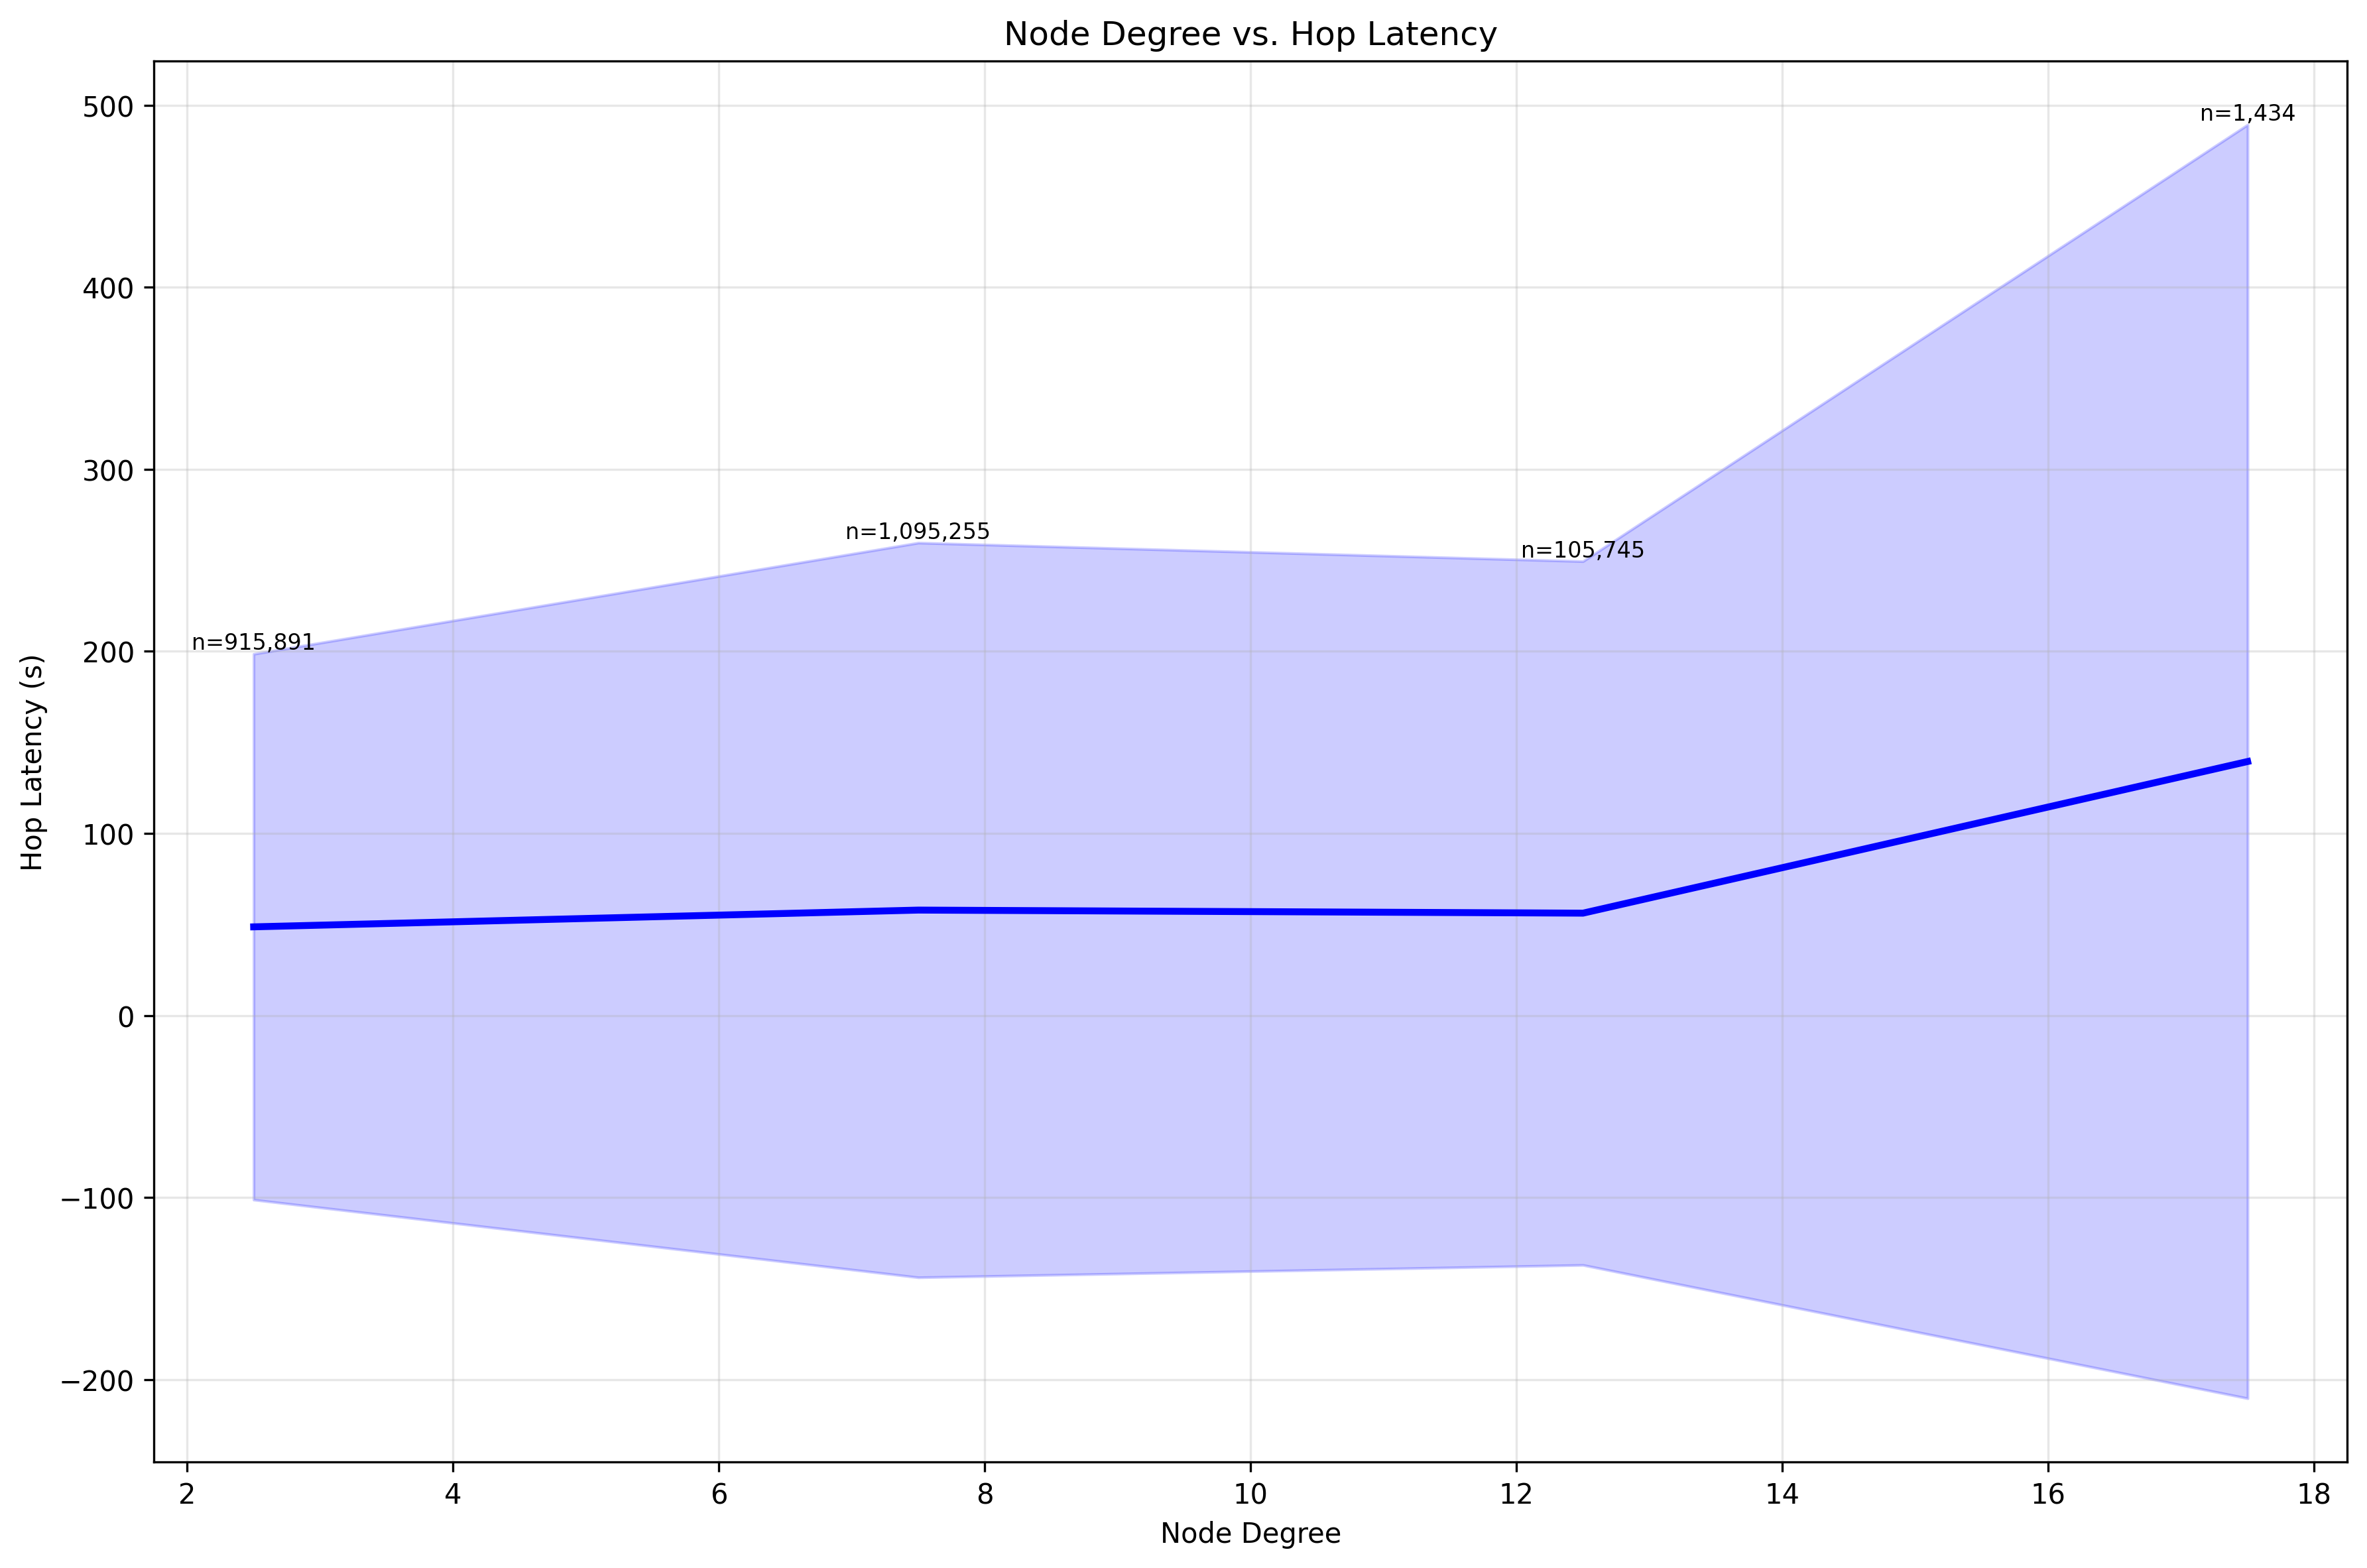 Node Degree vs. Hop Latency
500
400
300
200
100
0
−100
−200
Hop Latency (s)
n=915,891
n=1,095,255
n=105,745
n=1,434
2 4 6 8 10 12 14 16 18
Node Degree